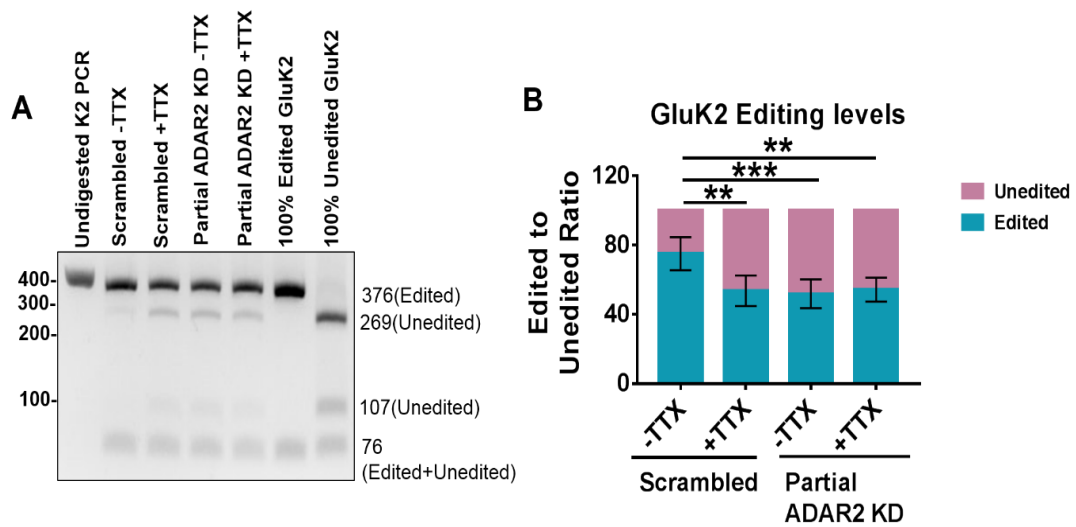 A
Undigested K2 PCR
Scrambled -TTX
Scrambled +TTX
Partial ADAR2 KD -TTX
Partial ADAR2 KD +TTX
100% Edited GluK2
100% Unedited GluK2
400-
300-
200-
100-
376(Edited)
269(Unedited)
107(Unedited)
76
(Edited+Unedited)
B
GluK2 Editing levels
**
***
**
Edited to
Unedited Ratio
120
80
40
0
-TTX
+TTX
-TTX
+TTX
Scrambled
Partial
ADAR2 KD
Unedited
Edited